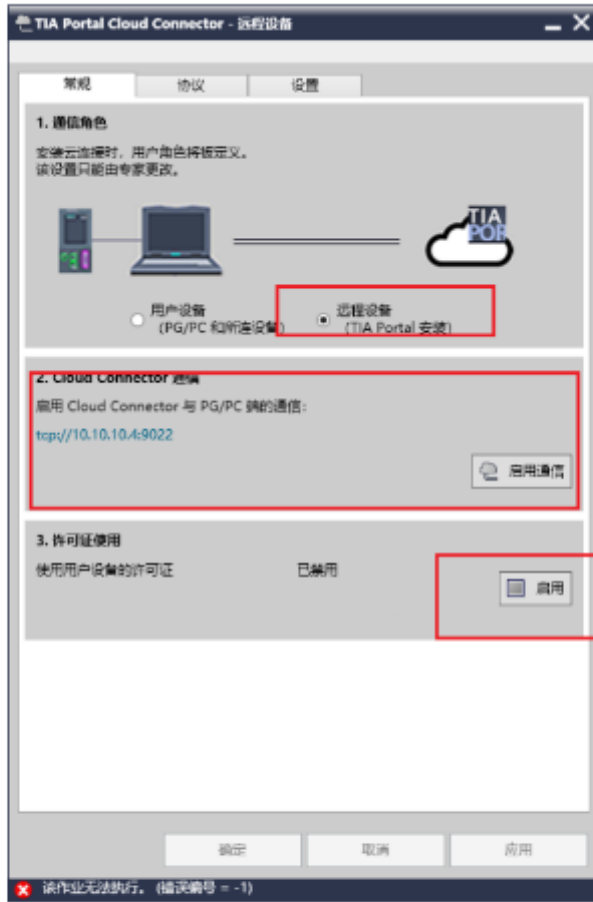 TIA Portal Cloud Connector - 远程设备
常规 协议 设置
1. 通信角色
安装云连接时，用户角色将被定义。
该设置只能由专家更改。
TIA
POR
用户设备
(PG/PC 和所连设备)
远程设备
(TIA Portal 安装)
2. Cloud Connector 通信
启用 Cloud Connector 与 PG/PC 端的通信：
tcp://10.10.10.4:9022
启用通信
3. 许可证使用
使用用户设备的许可证 已禁用
启用
确定 取消 应用
该作业无法执行。 (错误编号 = -1)